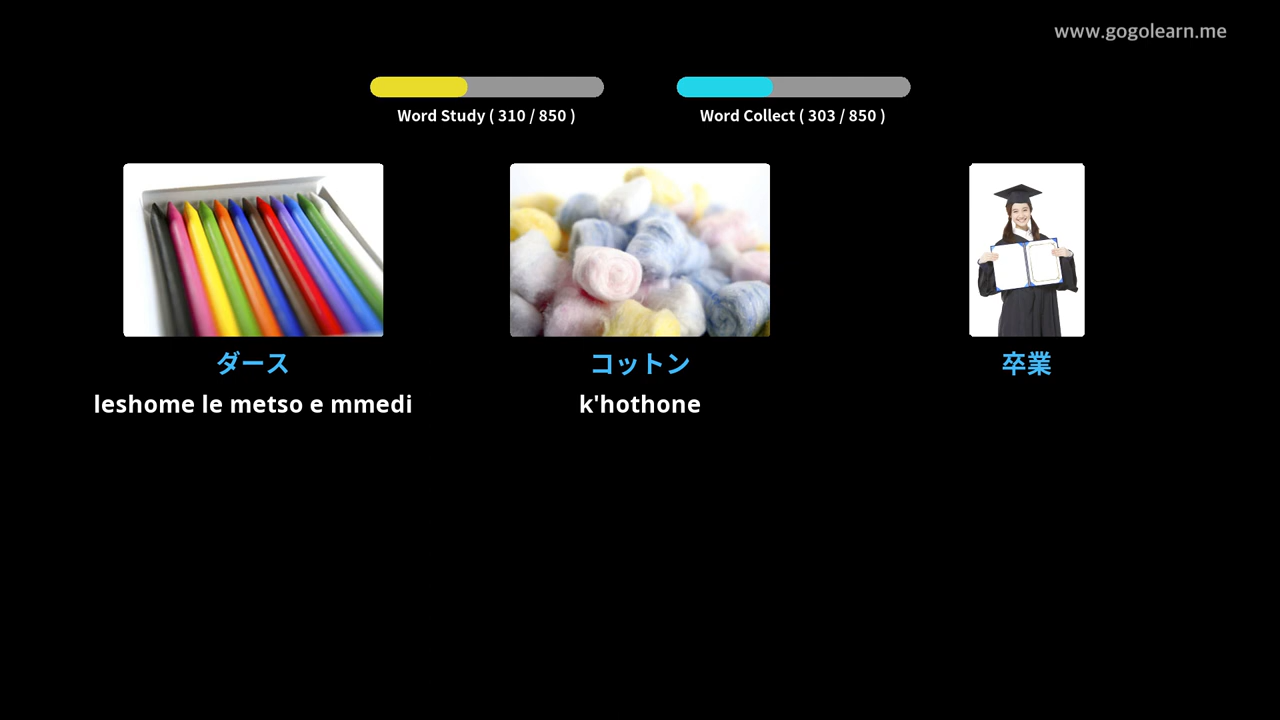 www.gogolearn.me
Word Study ( 310 / 850 )
Word Collect ( 303 / 850 )
ダース
コットン
卒業
leshome le metso e mmedi
k'hothone